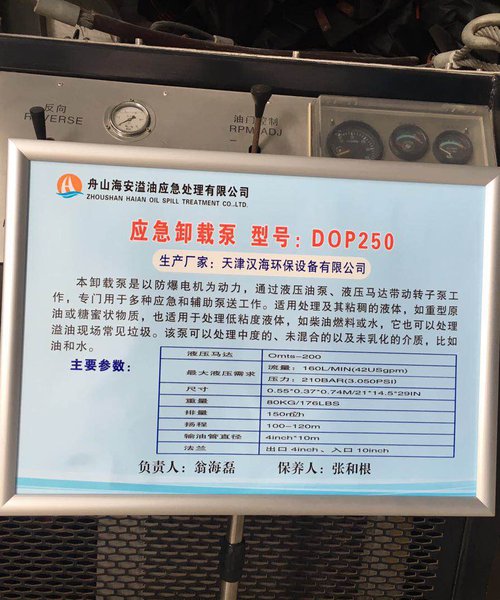 反向
REVERSE
油门控制
RPM ADJ
舟山海安溢油应急处理有限公司
ZHOUSHAN HAIAN OIL SPILL TREATMENT CO.,LTD.
应急卸载泵 型号：DOP250
生产厂家：天津汉海环保设备有限公司
本卸载泵是以防爆电机为动力，通过液压油泵、液压马达带动转子泵工
作，专门用于多种应急和辅助泵送工作。适用处理及其粘稠的液体，如重型原
油或糖蜜状物质，也适用于处理低粘度液体，如柴油燃料或水，它也可以处理
溢油现场常见垃圾。该泵可以处理中度的、未混合的以及未乳化的介质，比如
油和水。
主要参数：
液压马达 Omts-200
最大液压需求 流量：160L/MIN(42USgpm)
压力：210BAR(3.050PSI)
尺寸 0.55*0.37*0.74M/21*14.5*29IN
重量 80KG/176LBS
排量 150㎥/h
扬程 100-120m
输油管直径 4inch*10m
法兰 出口 4inch、入口 10inch
负责人：翁海磊 保养人：张和根